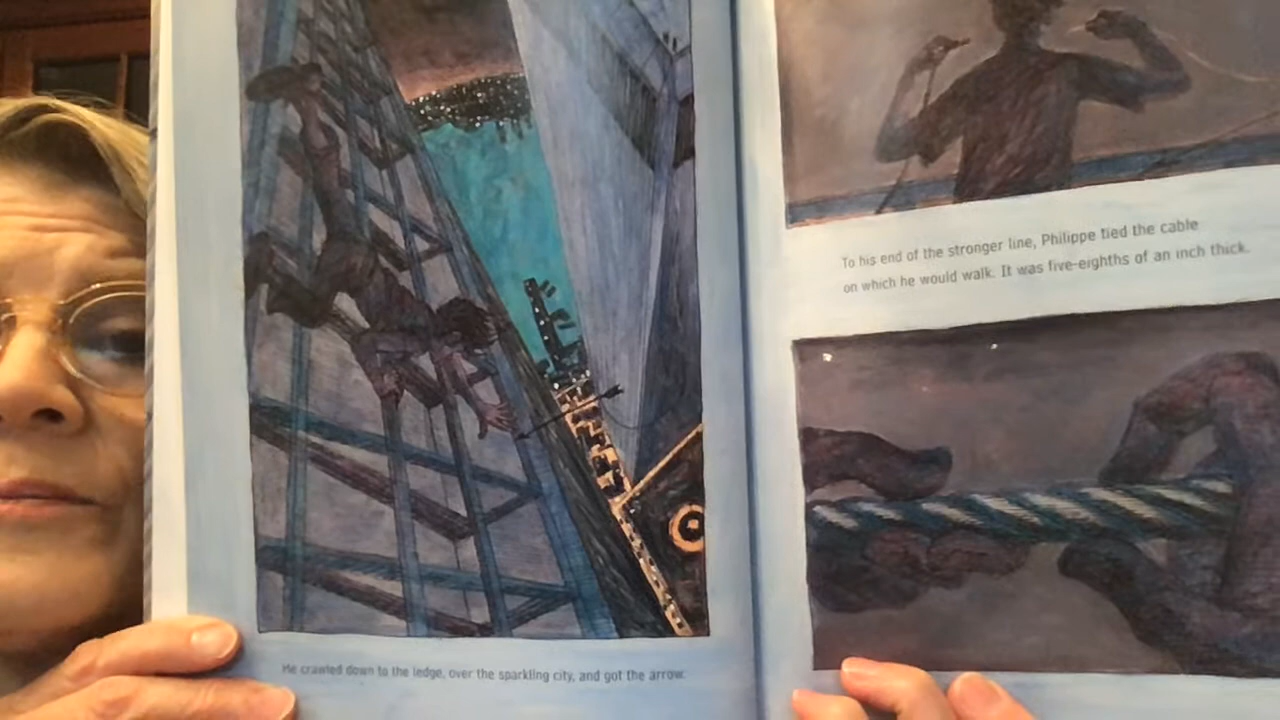 He crawled down to the ledge, over the sparkling city, and got the arrow.
To his end of the stronger line, Philippe tied the cable
on which he would walk. It was five-eighths of an inch thick.